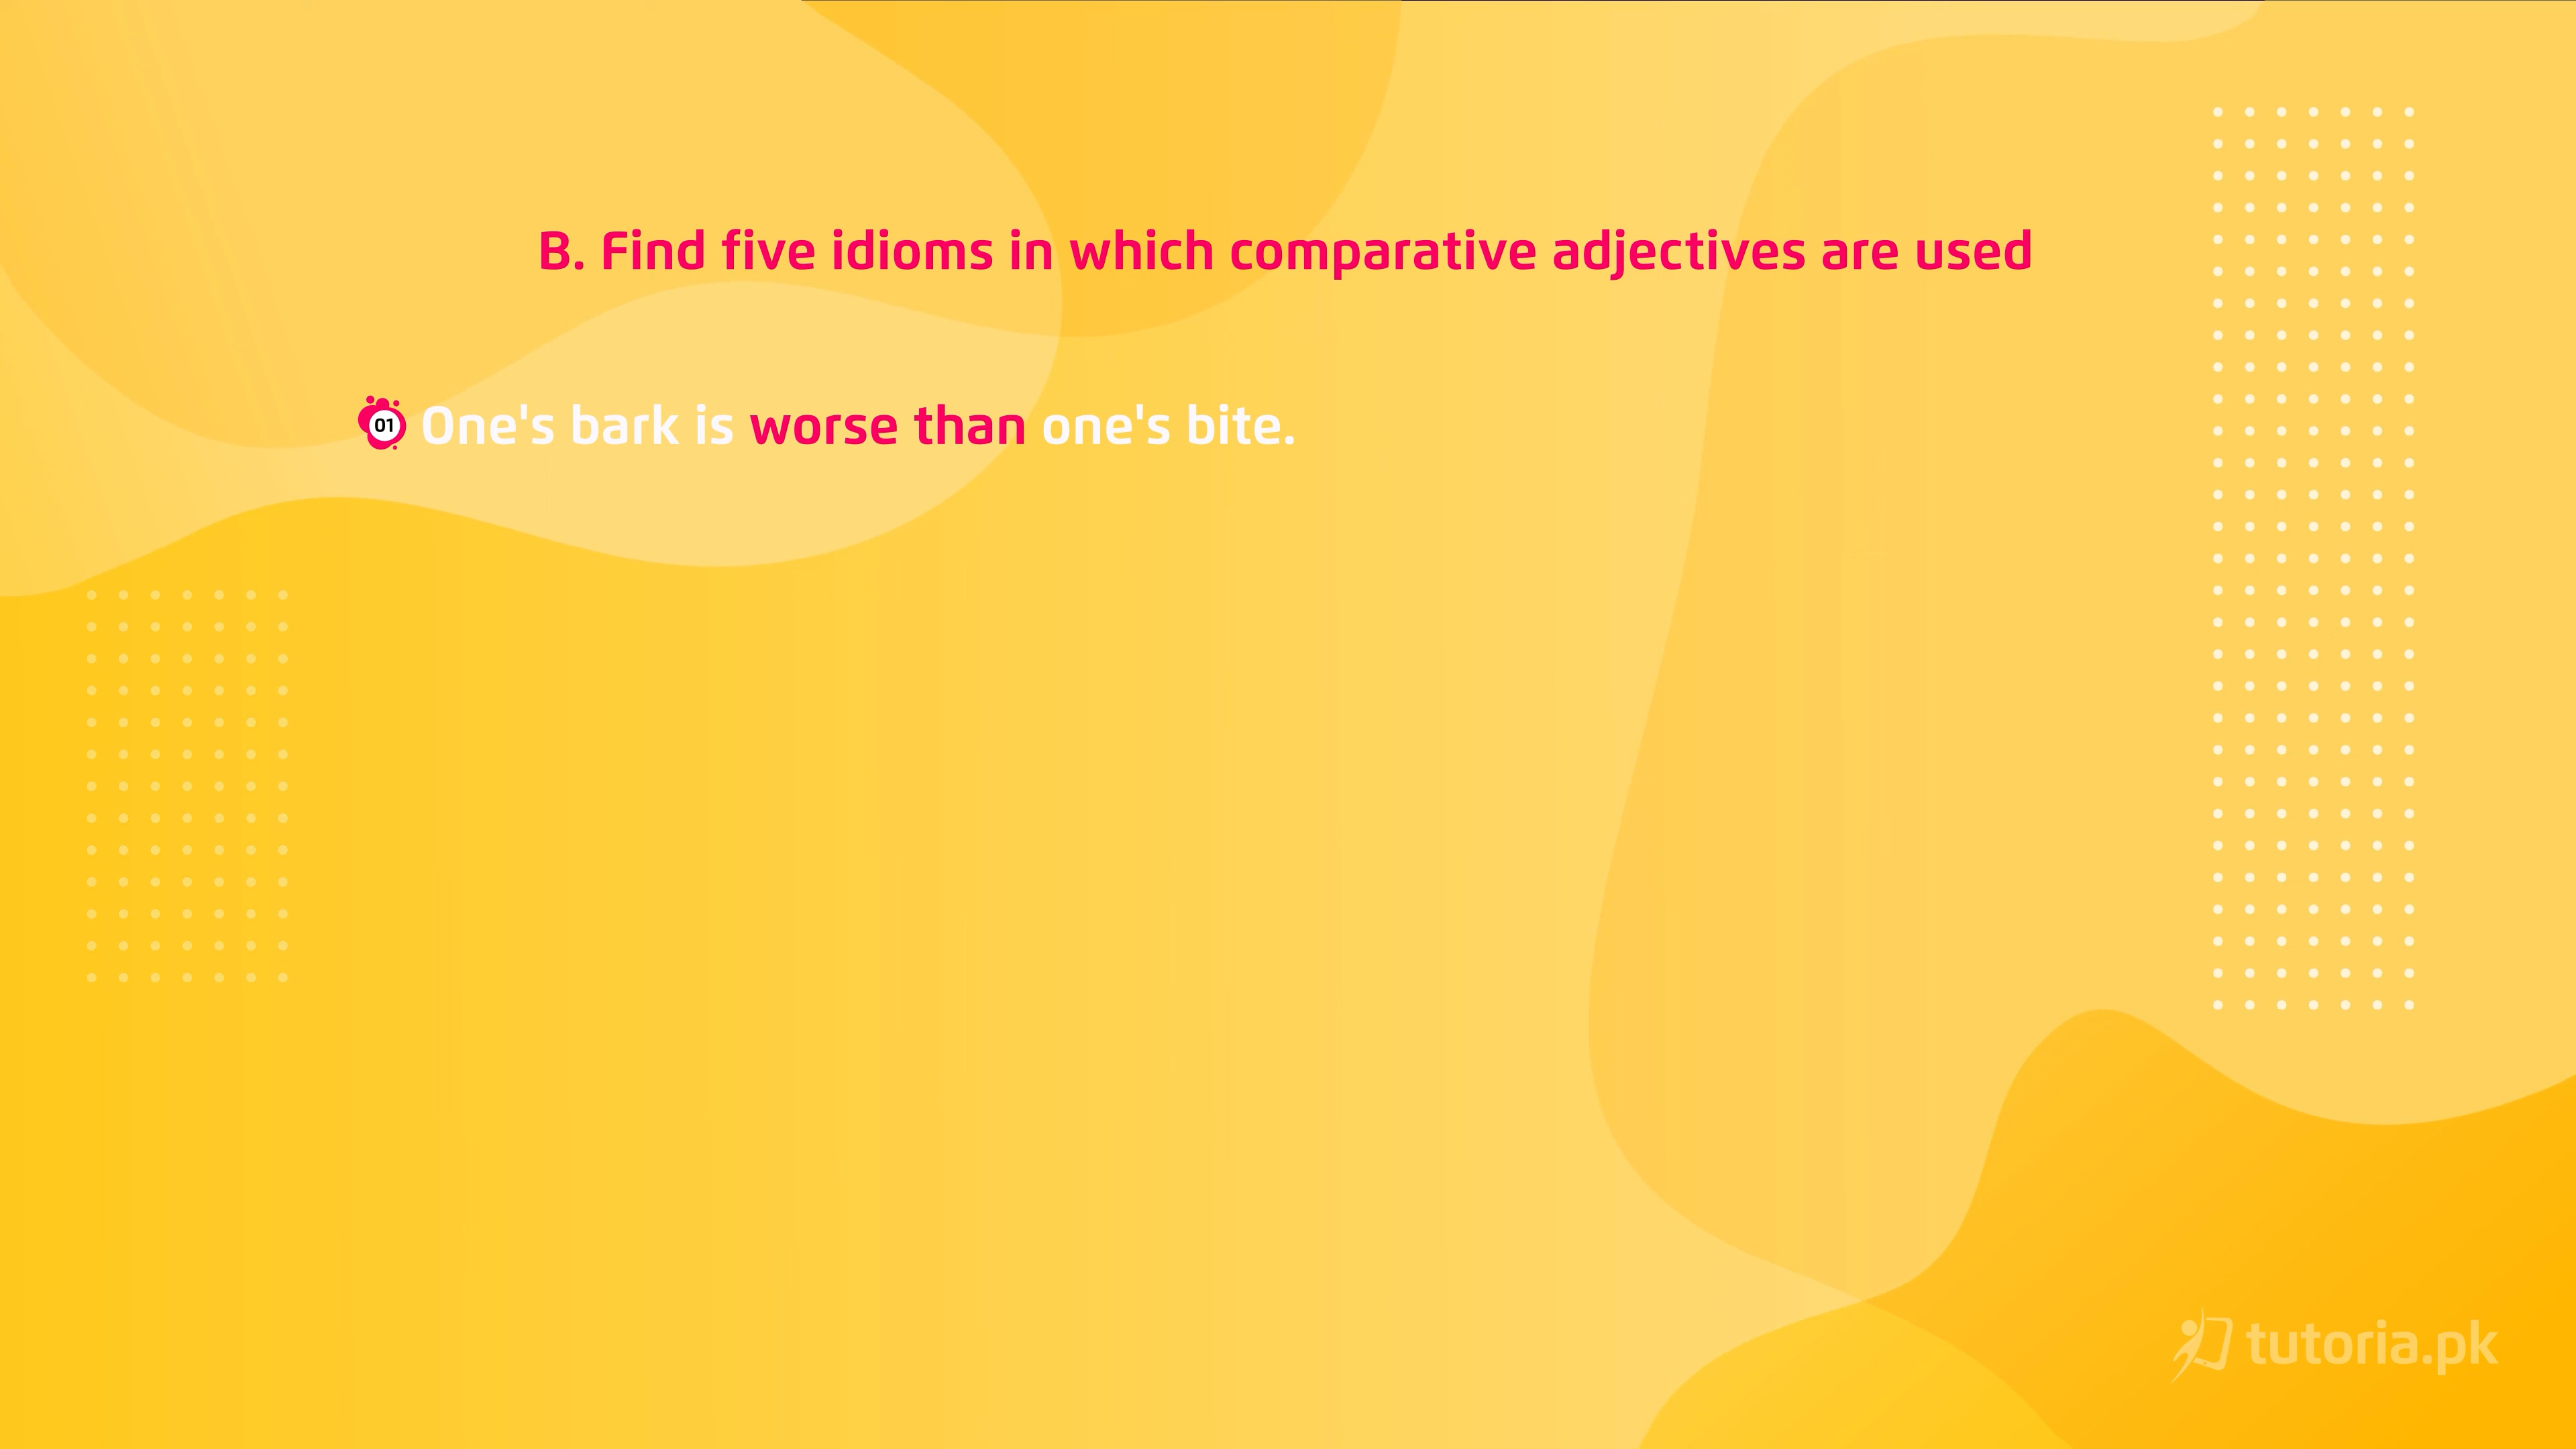 B. Find five idioms in which comparative adjectives are used
01 One's bark is worse than one's bite.
tutoria.pk